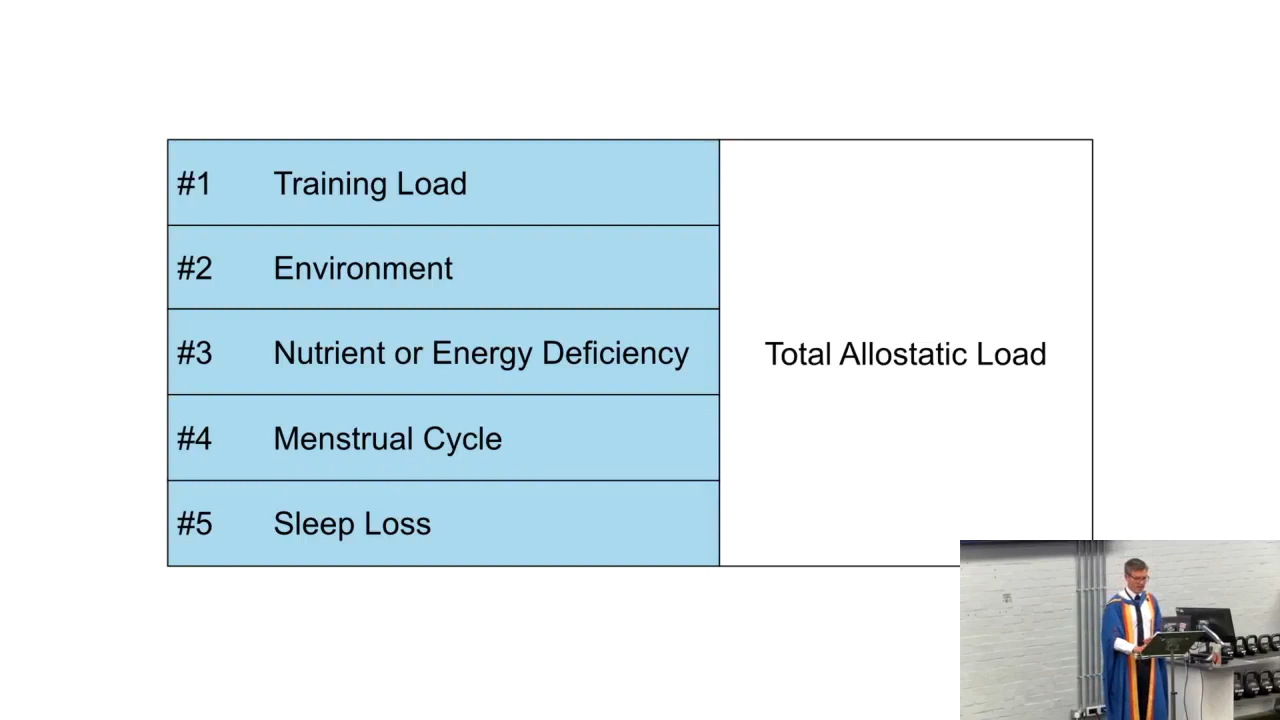 #1 Training Load
#2 Environment
#3 Nutrient or Energy Deficiency
Total Allostatic Load
#4 Menstrual Cycle
#5 Sleep Loss